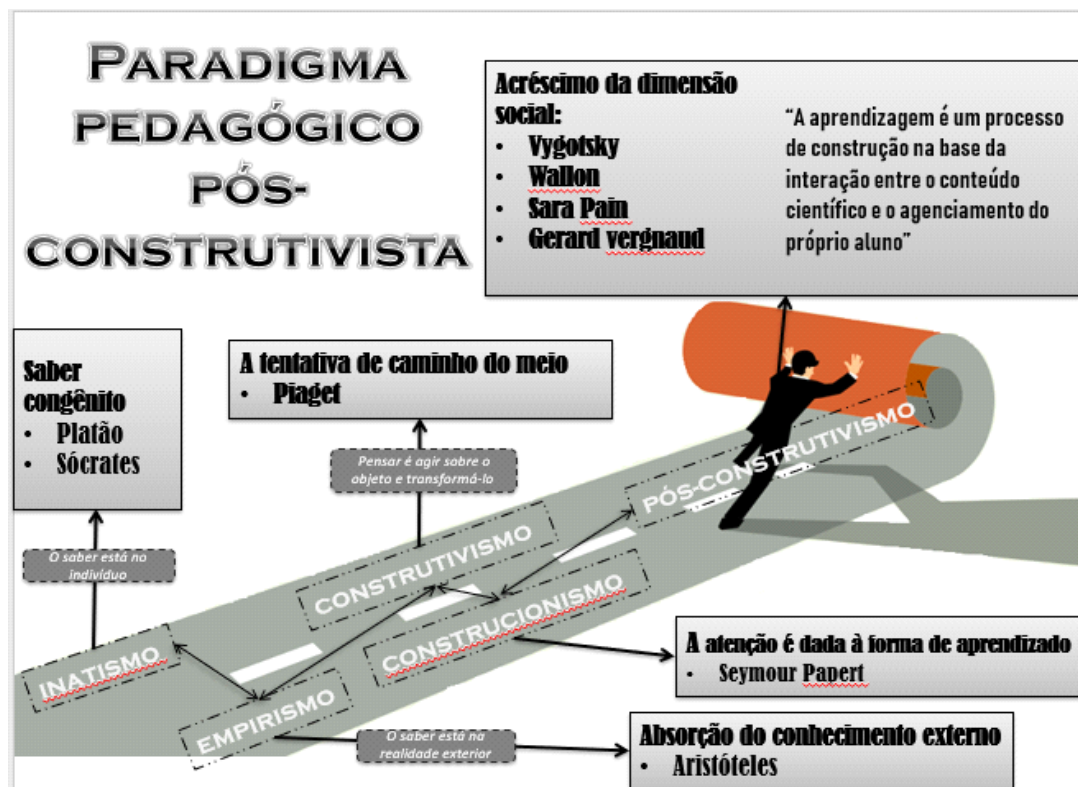 PARADIGMA
PEDAGÓGICO
PÓS-
CONSTRUTIVISTA
Acréscimo da dimensão
social:
• Vygotsky
• Wallon
• Sara Pain
• Gerard vergnaud
“A aprendizagem é um processo
de construção na base da
interação entre o conteúdo
científico e o agenciamento do
próprio aluno”
Saber
congênito
• Platão
• Sócrates
A tentativa de caminho do meio
• Piaget
Pensar é agir sobre o
objeto e transformá-lo
O saber está no
indivíduo
PÓS-CONSTRUTIVISMO
CONSTRUTIVISMO
CONSTRUCIONISMO
INATISMO
EMPIRISMO
A atenção é dada à forma de aprendizado
• Seymour Papert
O saber está na
realidade exterior
Absorção do conhecimento externo
• Aristóteles